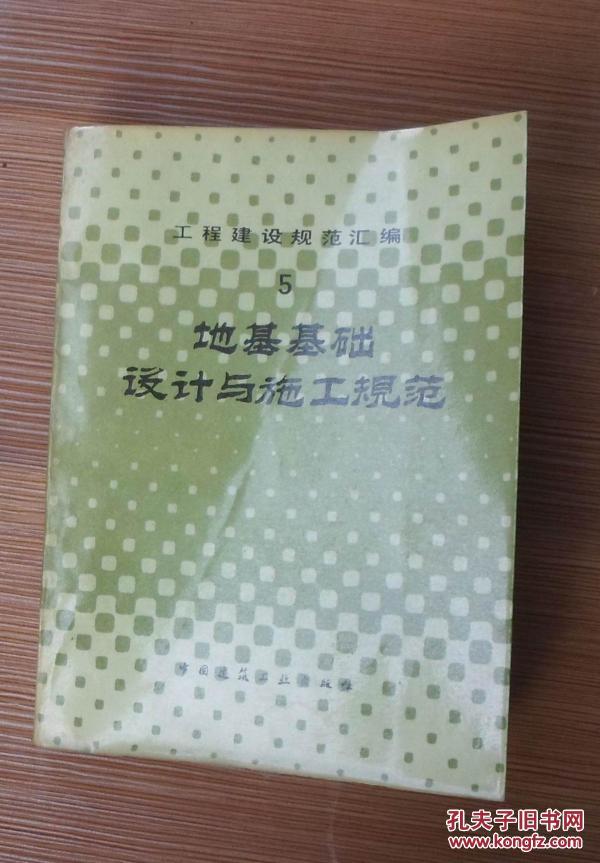 工程建设规范汇编
5
地基基础
设计与施工规范
中国建筑工业出版社
孔夫子旧书网
www.kongfz.com